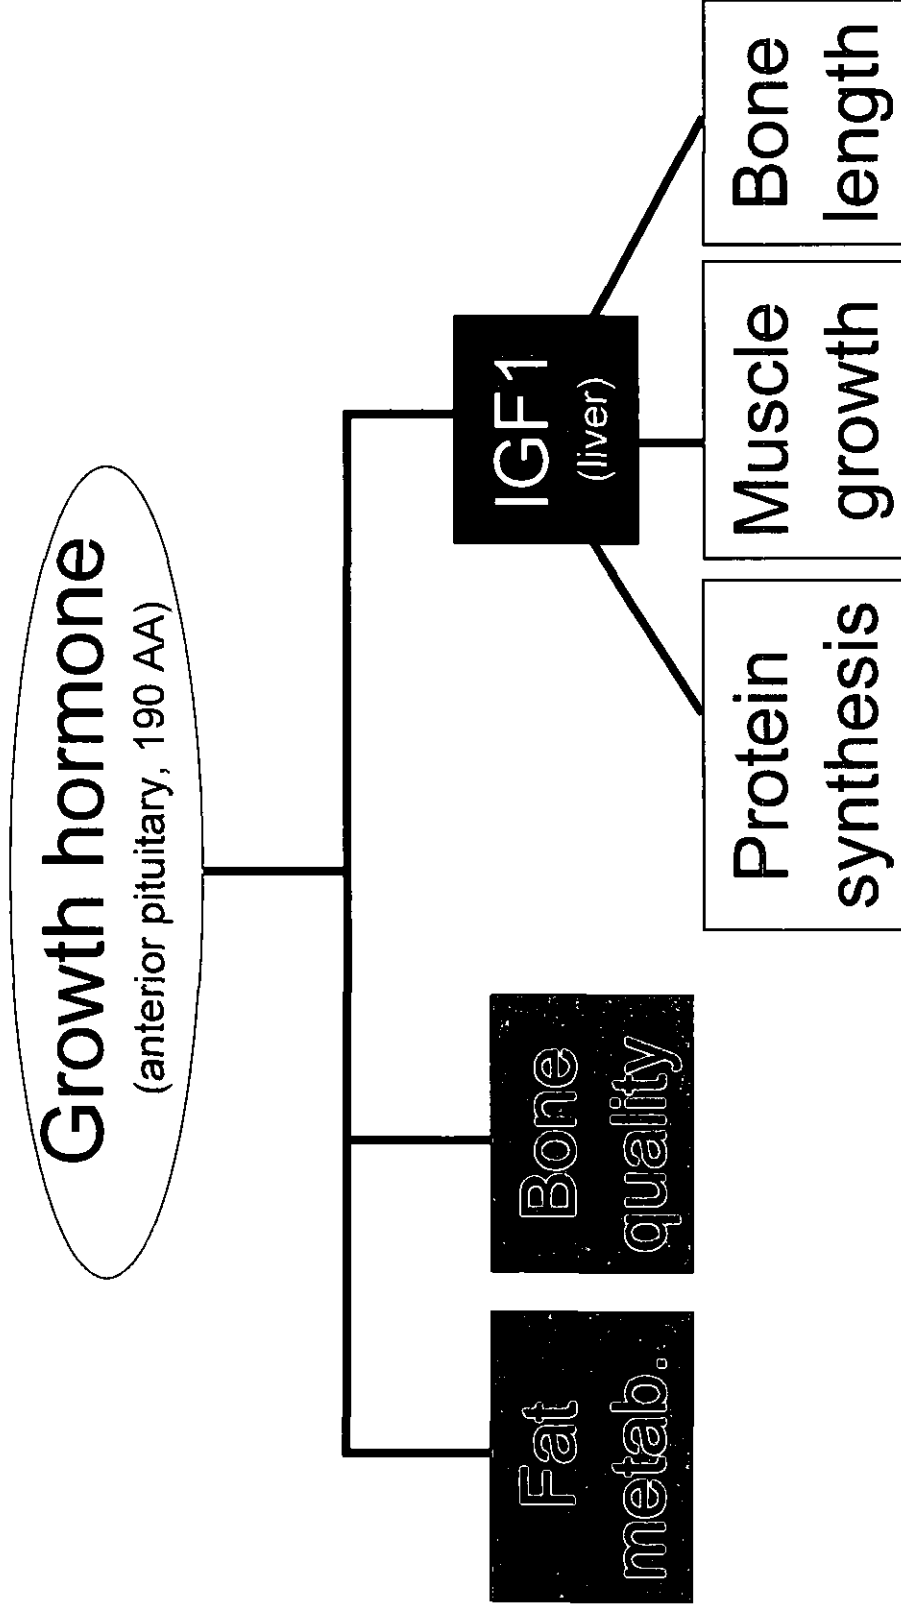 Growth hormone
(anterior pituitary, 190 AA)
Fat
metab.
Bone
quality
IGF1
(liver)
Protein
synthesis
Muscle
growth
Bone
length